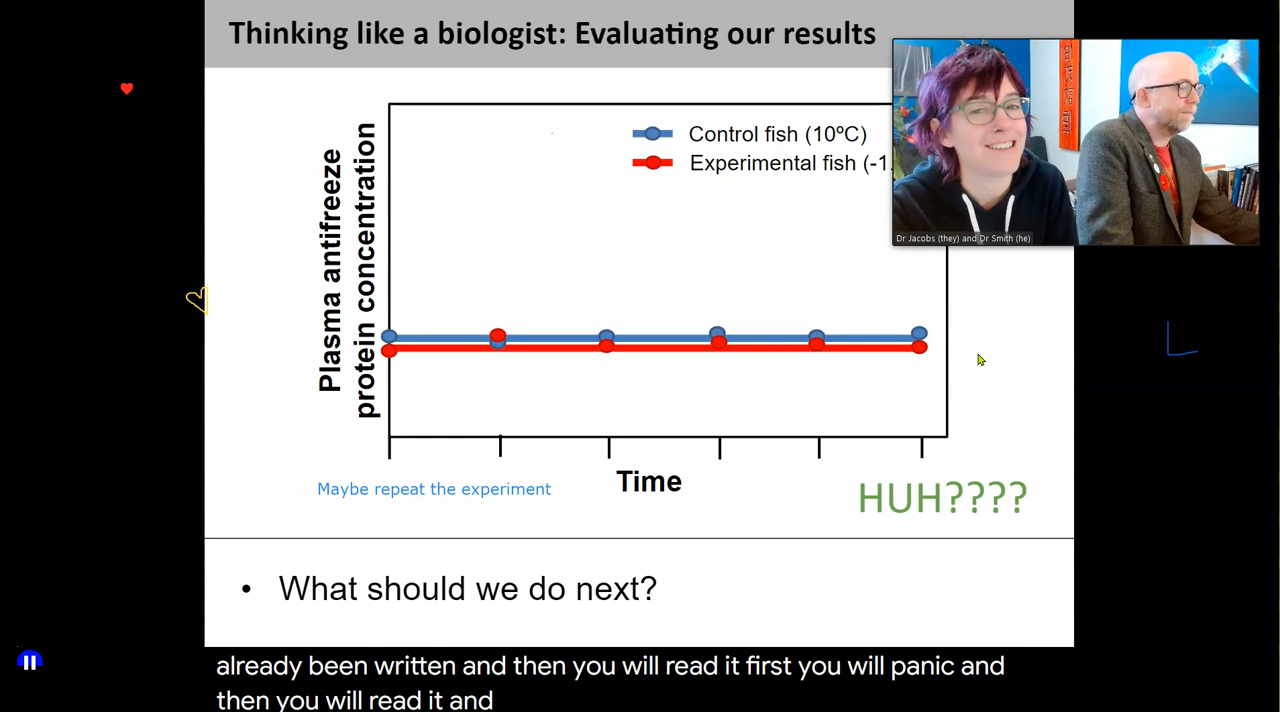 Thinking like a biologist: Evaluating our results
Control fish (10ºC)
Experimental fish (-1.
Dr Jacobs (they) and Dr Smith (he)
Plasma antifreeze
protein concentration
Time
Maybe repeat the experiment
HUH????
• What should we do next?
already been written and then you will read it first you will panic and
then you will read it and